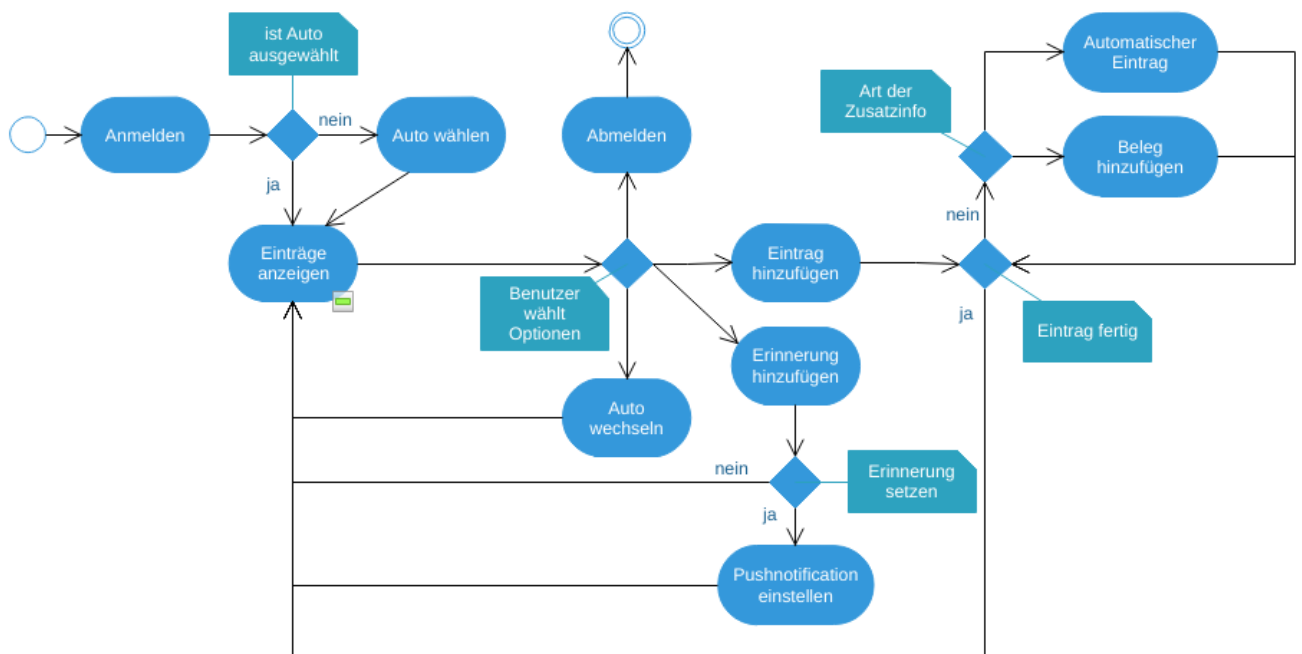 ist Auto
ausgewählt
Anmelden
nein
Auto wählen
ja
Einträge
anzeigen
Abmelden
Benutzer
wählt
Optionen
Eintrag
hinzufügen
Erinnerung
hinzufügen
Auto
wechseln
nein
ja
Erinnerung
setzen
Pushnotification
einstellen
Automatischer
Eintrag
Art der
Zusatzinfo
Beleg
hinzufügen
nein
ja
Eintrag fertig